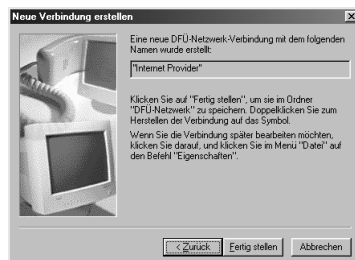 Neue Verbindung erstellen
Eine neue DFÜ-Netzwerk-Verbindung mit dem folgenden
Namen wurde erstellt:
"Internet Provider"
Klicken Sie auf "Fertig stellen", um sie im Ordner
"DFÜ-Netzwerk" zu speichern. Doppelklicken Sie zum
Herstellen der Verbindung auf das Symbol.
Wenn Sie die Verbindung später bearbeiten möchten,
klicken Sie darauf, und klicken Sie im Menü "Datei" auf
den Befehl "Eigenschaften".
< Zurück
Fertig stellen
Abbrechen